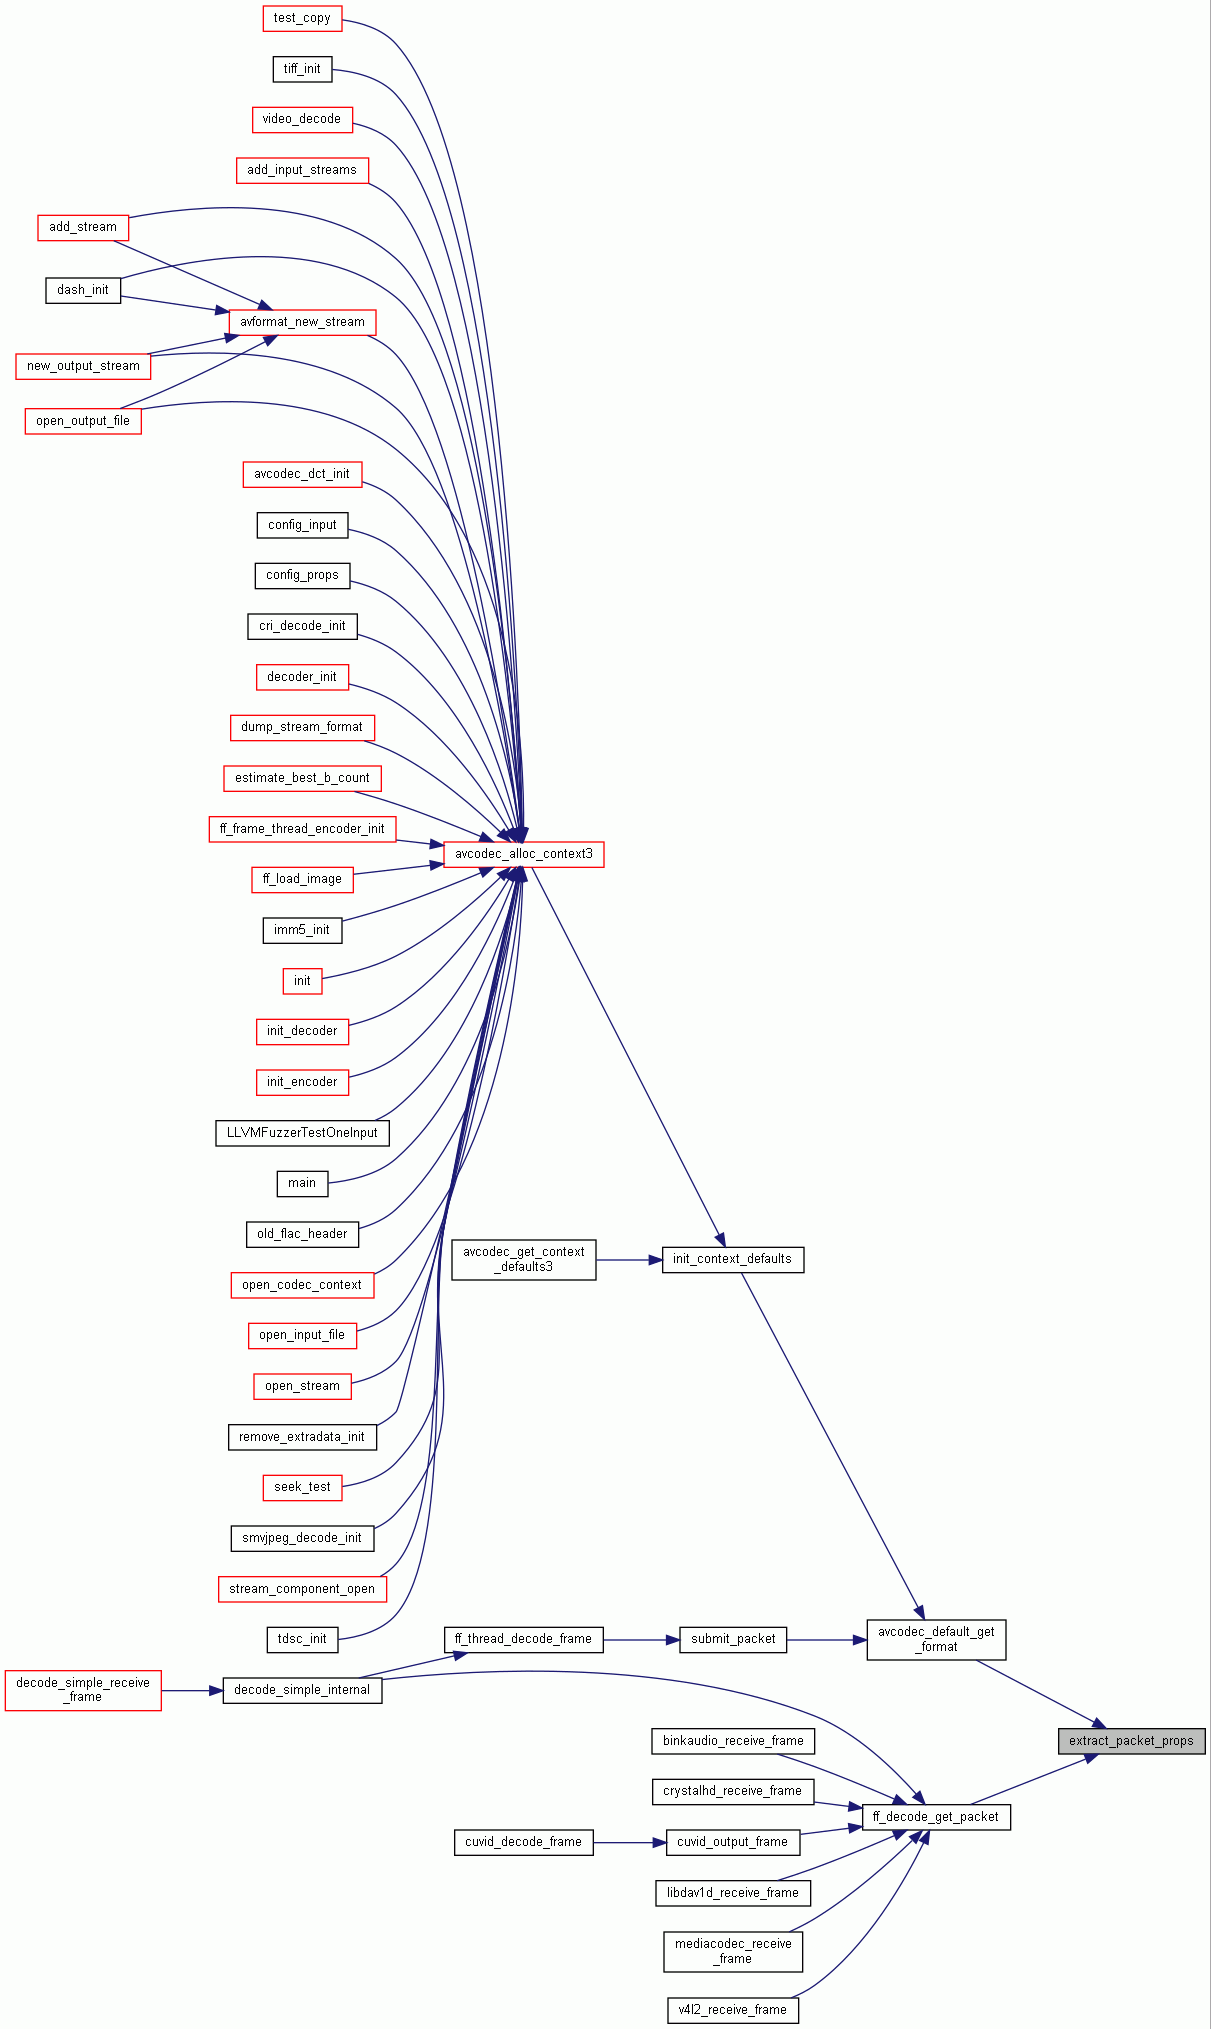 test_copy
tiff_init
video_decode
add_input_streams
add_stream
dash_init
avformat_new_stream
new_output_stream
open_output_file
avcodec_dct_init
config_input
config_props
cri_decode_init
decoder_init
dump_stream_format
estimate_best_b_count
ff_frame_thread_encoder_init
avcodec_alloc_context3
ff_load_image
imm5_init
init
init_decoder
init_encoder
LLVMFuzzerTestOneInput
main
old_flac_header
avcodec_get_context
_defaults3
init_context_defaults
open_codec_context
open_input_file
open_stream
remove_extradata_init
seek_test
smvjpeg_decode_init
stream_component_open
tdsc_init
ff_thread_decode_frame
submit_packet
avcodec_default_get
_format
decode_simple_receive
_frame
decode_simple_internal
binkaudio_receive_frame
extract_packet_props
crystalhd_receive_frame
ff_decode_get_packet
cuvid_decode_frame
cuvid_output_frame
libdav1d_receive_frame
mediacodec_receive
_frame
v4l2_receive_frame